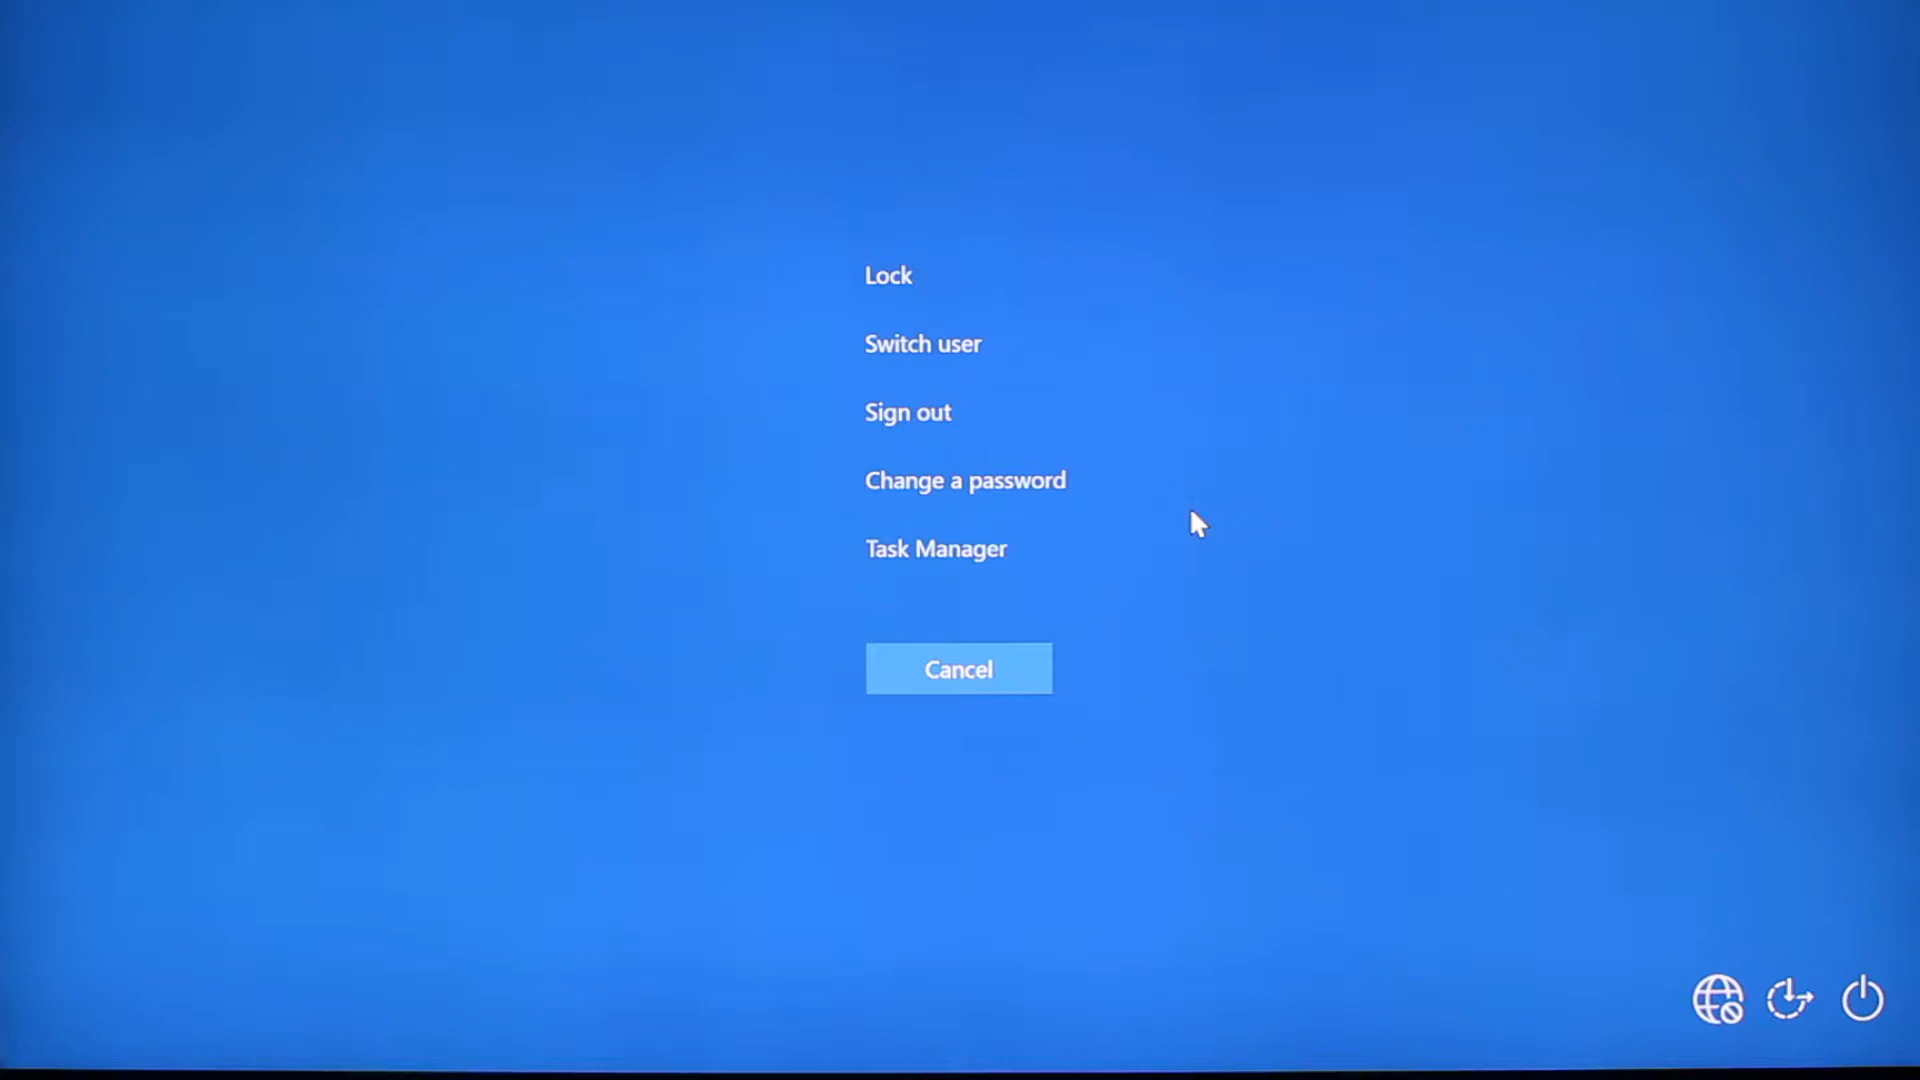 Lock
Switch user
Sign out
Change a password
Task Manager
Cancel